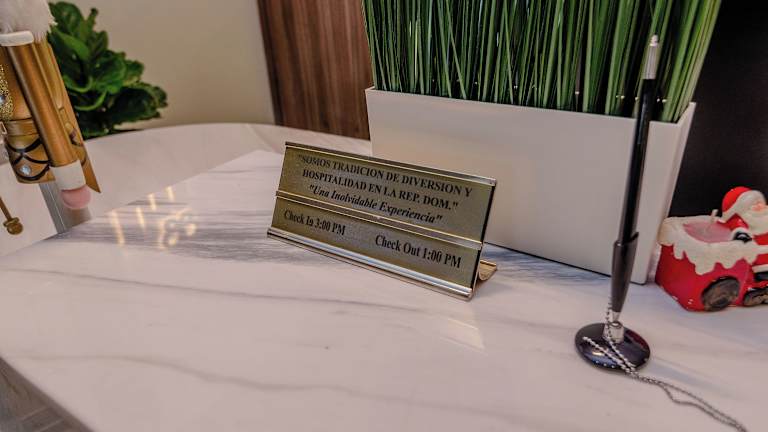 "SOMOS TRADICION DE DIVERSION Y
HOSPITALIDAD EN LA REP. DOM."
"Una Inolvidable Experiencia"
Check In 3:00 PM Check Out 1:00 PM